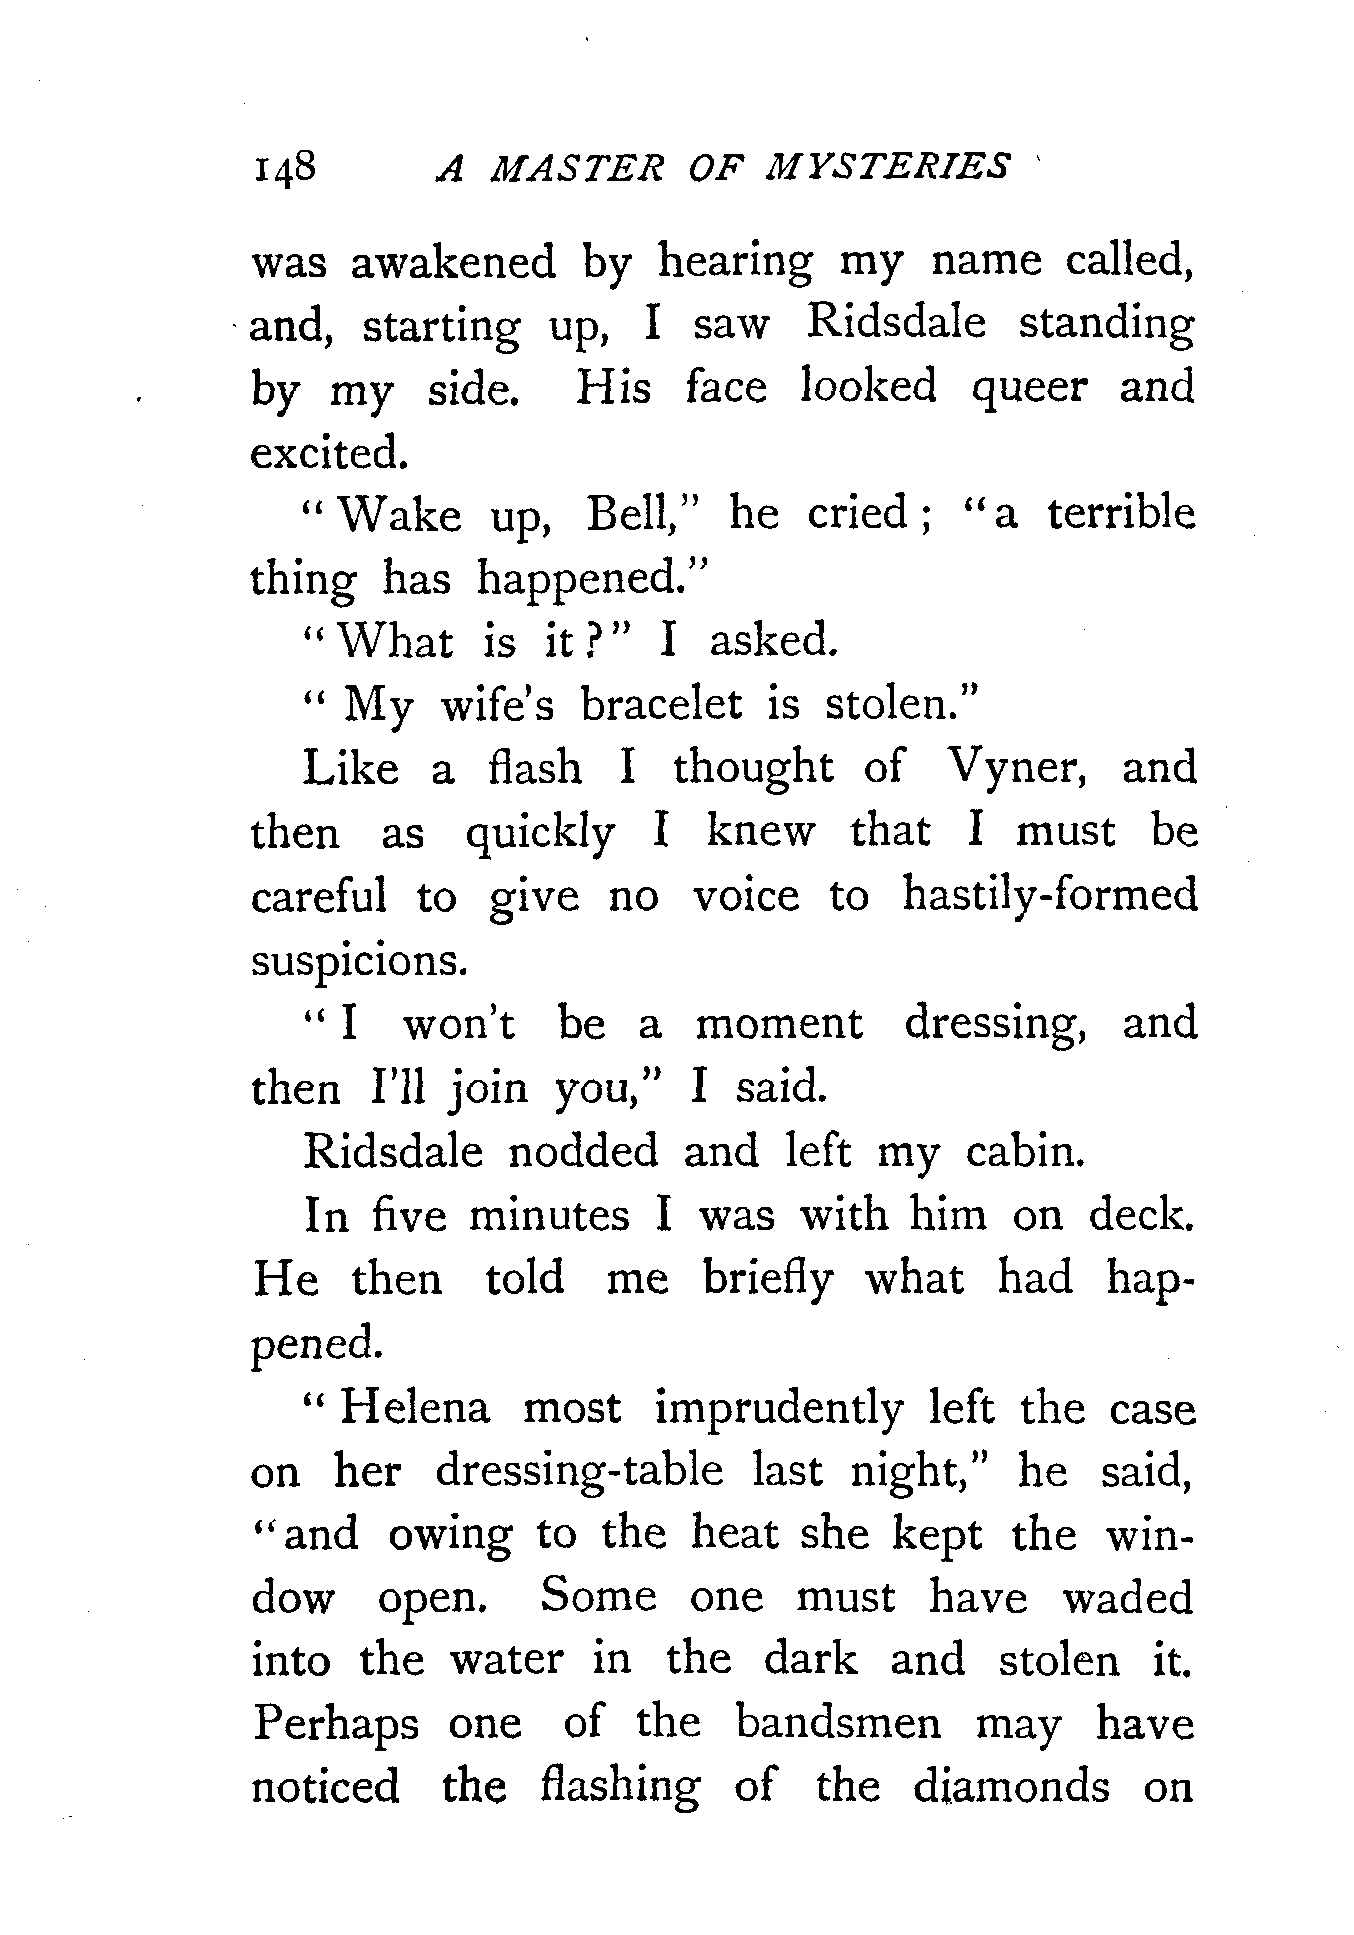 148 A MASTER OF MYSTERIES
was awakened by hearing my name called,
and, starting up, I saw Ridsdale standing
by my side. His face looked queer and
excited.
“ Wake up, Bell,” he cried ; “ a terrible
thing has happened.”
“ What is it ? ” I asked.
“ My wife's bracelet is stolen.”
Like a flash I thought of Vyner, and
then as quickly I knew that I must be
careful to give no voice to hastily-formed
suspicions.
“ I won't be a moment dressing, and
then I'll join you,” I said.
Ridsdale nodded and left my cabin.
In five minutes I was with him on deck.
He then told me briefly what had hap-
pened.
“ Helena most imprudently left the case
on her dressing-table last night,” he said,
“ and owing to the heat she kept the win-
dow open. Some one must have waded
into the water in the dark and stolen it.
Perhaps one of the bandsmen may have
noticed the flashing of the diamonds on